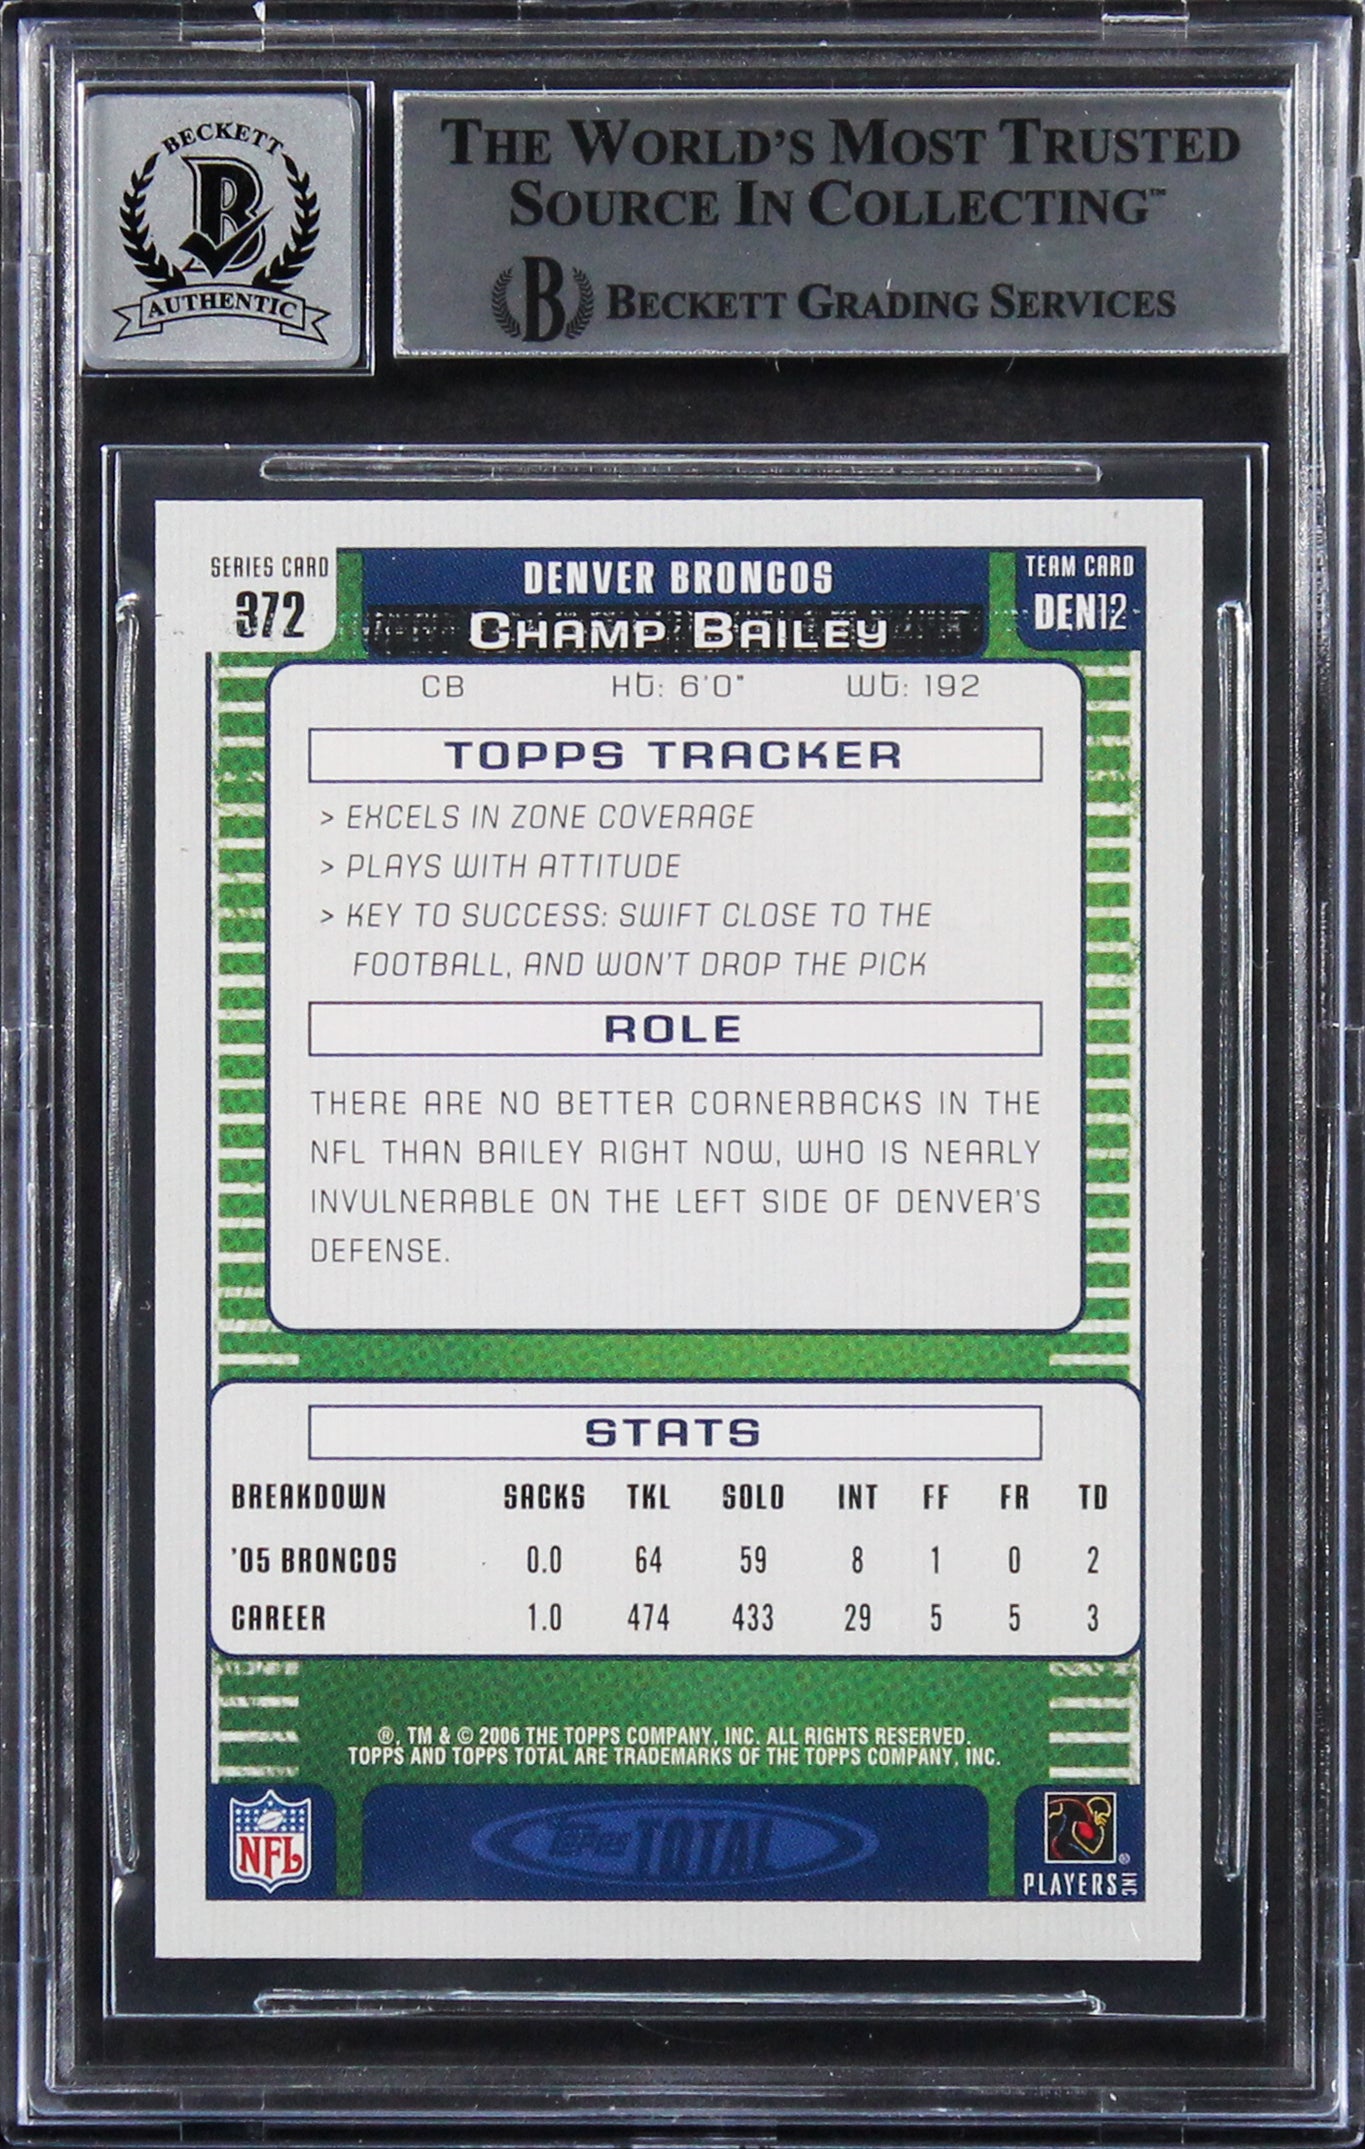 BECKETT
B
AUTHENTIC
THE WORLD'S MOST TRUSTED
SOURCE IN COLLECTING™
B BECKETT GRADING SERVICES
SERIES CARD
372
DENVER BRONCOS
CHAMP BAILEY
TEAM CARD
DEN12
CB Ht: 6'0" Wt: 192
TOPPS TRACKER
> EXCELS IN ZONE COVERAGE
> PLAYS WITH ATTITUDE
> KEY TO SUCCESS: SWIFT CLOSE TO THE
FOOTBALL, AND WON'T DROP THE PICK
ROLE
THERE ARE NO BETTER CORNERBACKS IN THE
NFL THAN BAILEY RIGHT NOW, WHO IS NEARLY
INVULNERABLE ON THE LEFT SIDE OF DENVER'S
DEFENSE.
STATS
BREAKDOWN SACKS TKL SOLO INT FF FR TD
'05 BRONCOS 0.0 64 59 8 1 0 2
CAREER 1.0 474 433 29 5 5 3
®, TM & © 2006 THE TOPPS COMPANY, INC. ALL RIGHTS RESERVED.
TOPPS AND TOPPS TOTAL ARE TRADEMARKS OF THE TOPPS COMPANY, INC.
NFL
Topps TOTAL
PLAYERS INC ®